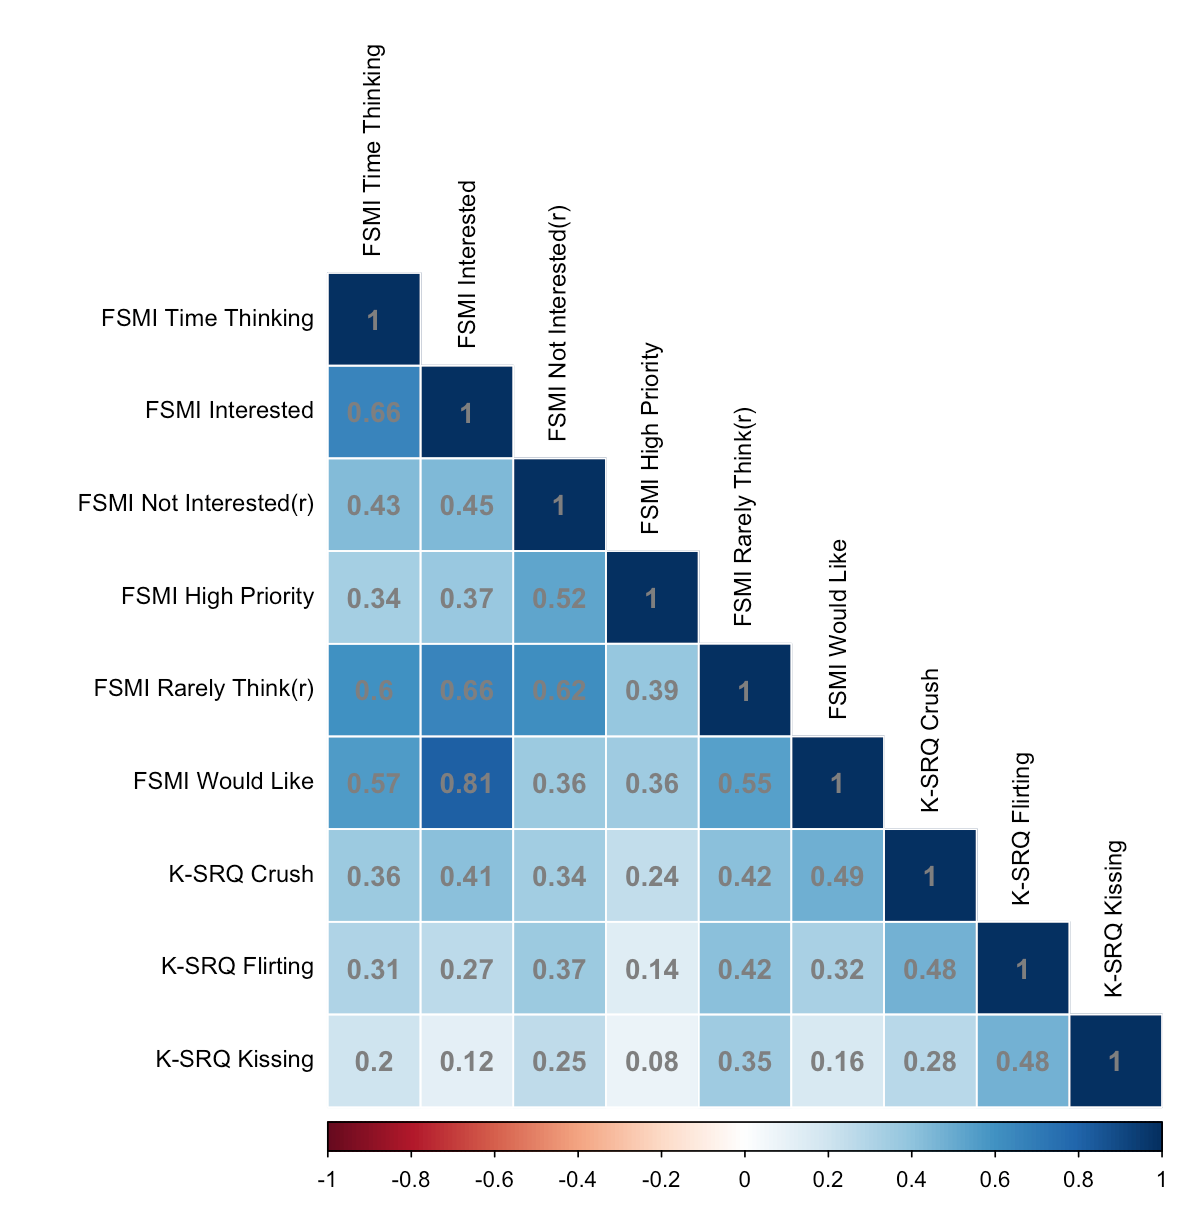 FSMI Time Thinking
FSMI Interested
FSMI Not Interested(r)
FSMI High Priority
FSMI Rarely Think(r)
FSMI Would Like
K-SRQ Crush
K-SRQ Flirting
K-SRQ Kissing
FSMI Time Thinking 1
FSMI Interested 0.66 1
FSMI Not Interested(r) 0.43 0.45 1
FSMI High Priority 0.34 0.37 0.52 1
FSMI Rarely Think(r) 0.6 0.66 0.62 0.39 1
FSMI Would Like 0.57 0.81 0.36 0.36 0.55 1
K-SRQ Crush 0.36 0.41 0.34 0.24 0.42 0.49 1
K-SRQ Flirting 0.31 0.27 0.37 0.14 0.42 0.32 0.48 1
K-SRQ Kissing 0.2 0.12 0.25 0.08 0.35 0.16 0.28 0.48 1
-1 -0.8 -0.6 -0.4 -0.2 0 0.2 0.4 0.6 0.8 1